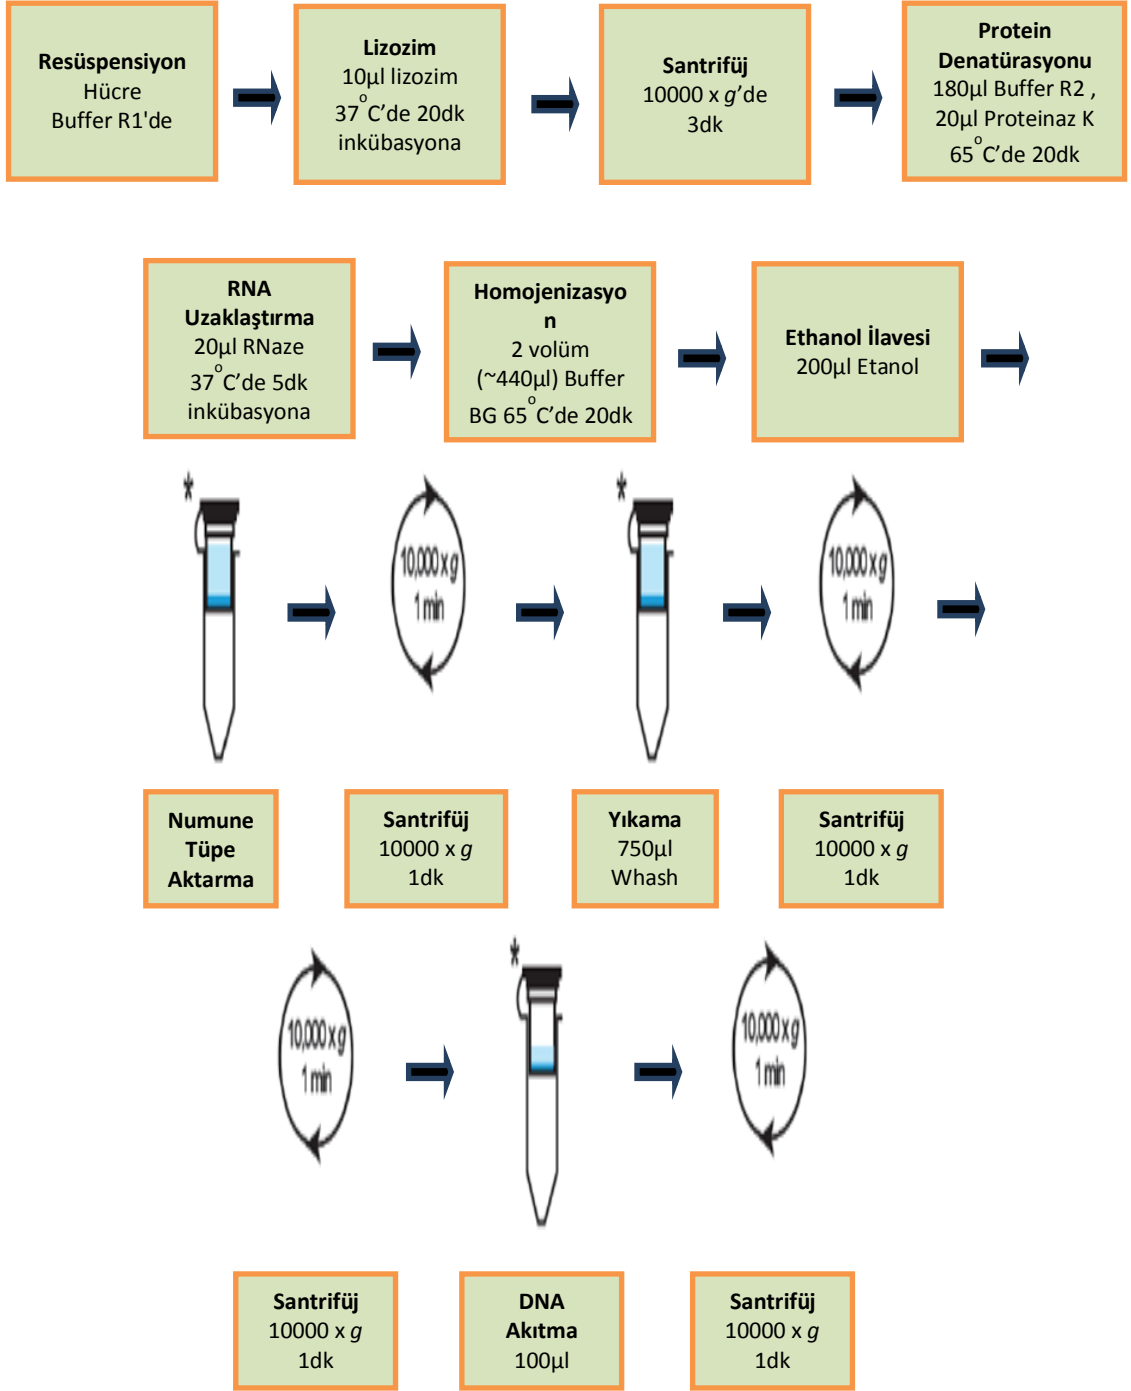 Resüspensiyon
Hücre
Buffer R1'de
Lizozim
10µl lizozim
37°C’de 20dk
inkübasyona
Santrifüj
10000 x g’de
3dk
Protein
Denatürasyonu
180µl Buffer R2 ,
20µl Proteinaz K
65°C’de 20dk
RNA
Uzaklaştırma
20µl RNaze
37°C’de 5dk
inkübasyona
Homojenizasyo
n
2 volüm
(~440µl) Buffer
BG 65°C’de 20dk
Ethanol İlavesi
200µl Etanol
*
10,000 x g
1 min
*
10,000 x g
1 min
Numune
Tüpe
Aktarma
Santrifüj
10000 x g
1dk
Yıkama
750µl
Whash
Santrifüj
10000 x g
1dk
10,000 x g
1 min
*
10,000 x g
1 min
Santrifüj
10000 x g
1dk
DNA
Akıtma
100µl
Santrifüj
10000 x g
1dk